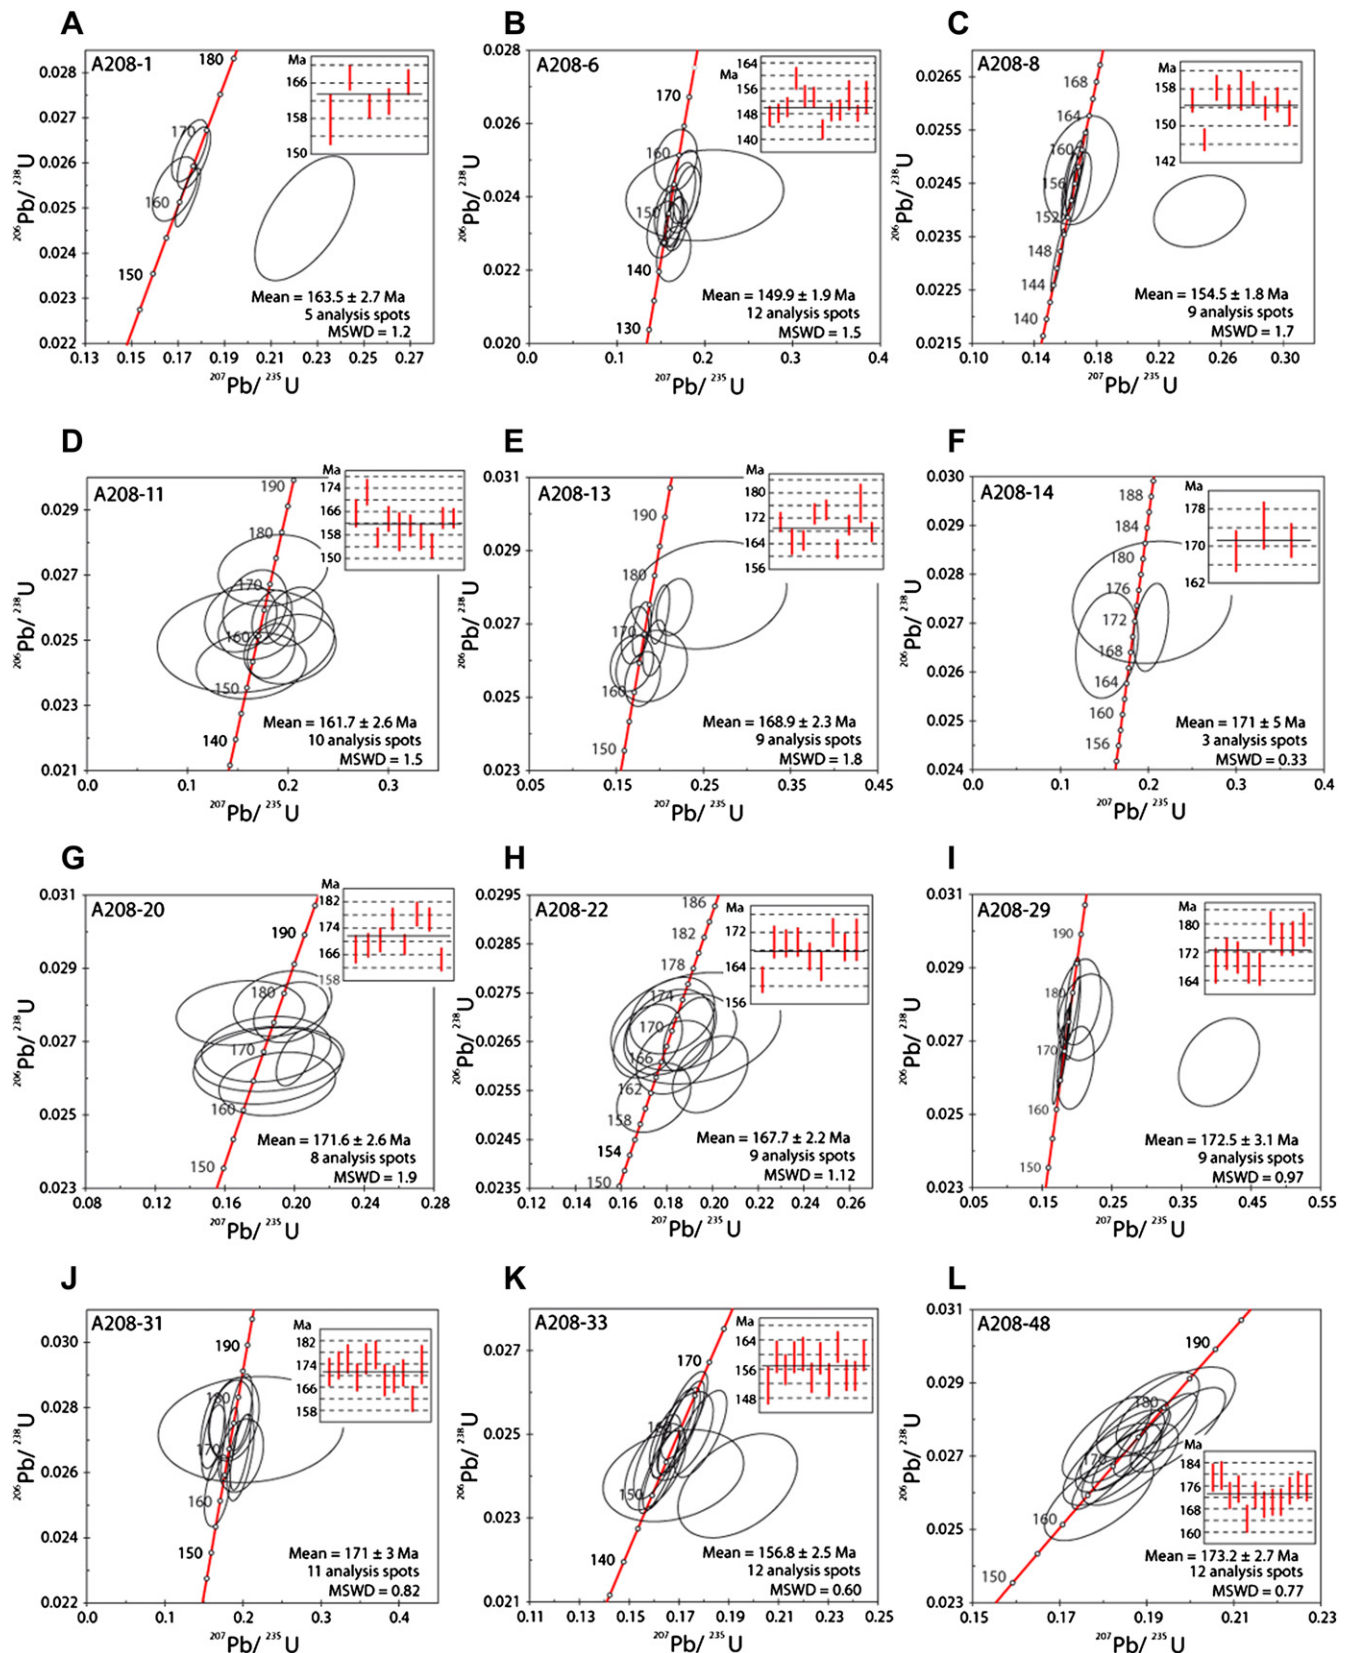 A
A208-1
Ma
166
158
150
180
170
160
150
0.028
0.027
0.026
0.025
0.024
0.023
0.022
0.13 0.15 0.17 0.19 0.21 0.23 0.25 0.27
206Pb/ 238U
207Pb/ 235U
Mean = 163.5 ± 2.7 Ma
5 analysis spots
MSWD = 1.2
B
A208-6
Ma
164
156
148
140
170
160
150
140
130
0.028
0.026
0.024
0.022
0.020
0.0 0.1 0.2 0.3 0.4
206Pb/ 238U
207Pb/ 235U
Mean = 149.9 ± 1.9 Ma
12 analysis spots
MSWD = 1.5
C
A208-8
Ma
158
150
142
168
164
160
156
152
148
144
140
0.0265
0.0255
0.0245
0.0235
0.0225
0.0215
0.10 0.14 0.18 0.22 0.26 0.30
206Pb/ 238U
207Pb/ 235U
Mean = 154.5 ± 1.8 Ma
9 analysis spots
MSWD = 1.7
D
A208-11
Ma
174
166
158
150
190
180
170
160
150
140
0.029
0.027
0.025
0.023
0.021
0.0 0.1 0.2 0.3
206Pb/ 238U
207Pb/ 235U
Mean = 161.7 ± 2.6 Ma
10 analysis spots
MSWD = 1.5
E
A208-13
Ma
180
172
164
156
190
180
170
160
150
0.031
0.029
0.027
0.025
0.023
0.05 0.15 0.25 0.35 0.45
206Pb/ 238U
207Pb/ 235U
Mean = 168.9 ± 2.3 Ma
9 analysis spots
MSWD = 1.8
F
A208-14
Ma
178
170
162
188
184
180
176
172
168
164
160
156
0.030
0.029
0.028
0.027
0.026
0.025
0.024
0.0 0.1 0.2 0.3 0.4
206Pb/ 238U
207Pb/ 235U
Mean = 171 ± 5 Ma
3 analysis spots
MSWD = 0.33
G
A208-20
Ma
182
174
166
158
190
180
170
160
150
0.031
0.029
0.027
0.025
0.023
0.08 0.12 0.16 0.20 0.24 0.28
206Pb/ 238U
207Pb/ 235U
Mean = 171.6 ± 2.6 Ma
8 analysis spots
MSWD = 1.9
H
A208-22
Ma
172
164
156
186
182
178
174
170
166
162
158
154
150
0.0295
0.0285
0.0275
0.0265
0.0255
0.0245
0.0235
0.12 0.14 0.16 0.18 0.20 0.22 0.24 0.26
206Pb/ 238U
207Pb/ 235U
Mean = 167.7 ± 2.2 Ma
9 analysis spots
MSWD = 1.12
I
A208-29
Ma
180
172
164
190
180
170
160
150
0.031
0.029
0.027
0.025
0.023
0.05 0.15 0.25 0.35 0.45 0.55
206Pb/ 238U
207Pb/ 235U
Mean = 172.5 ± 3.1 Ma
9 analysis spots
MSWD = 0.97
J
A208-31
Ma
182
174
166
158
190
180
170
160
150
0.030
0.028
0.026
0.024
0.022
0.0 0.1 0.2 0.3 0.4
206Pb/ 238U
207Pb/ 235U
Mean = 171 ± 3 Ma
11 analysis spots
MSWD = 0.82
K
A208-33
Ma
164
156
148
170
150
140
0.027
0.025
0.023
0.021
0.11 0.13 0.15 0.17 0.19 0.21 0.23 0.25
206Pb/ 238U
207Pb/ 235U
Mean = 156.8 ± 2.5 Ma
12 analysis spots
MSWD = 0.60
L
A208-48
190
180
160
150
Ma
184
176
168
160
0.031
0.029
0.027
0.025
0.023
0.15 0.17 0.19 0.21 0.23
206Pb/ 238U
207Pb/ 235U
Mean = 173.2 ± 2.7 Ma
12 analysis spots
MSWD = 0.77